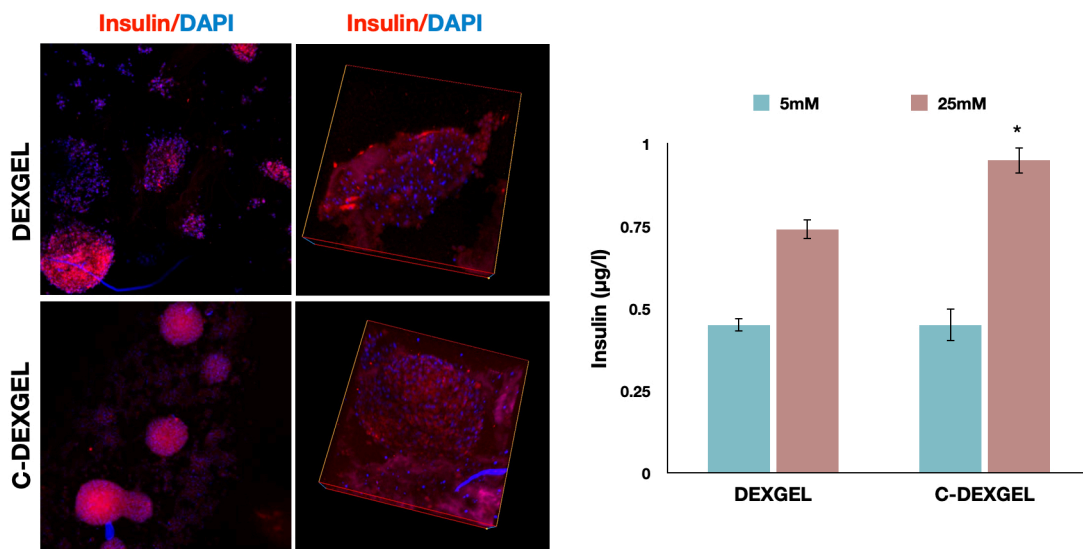 Insulin/DAPI
Insulin/DAPI
DEXGEL
C-DEXGEL
5mM
25mM
*
1
0.75
0.5
0.25
0
Insulin (µg/l)
DEXGEL
C-DEXGEL